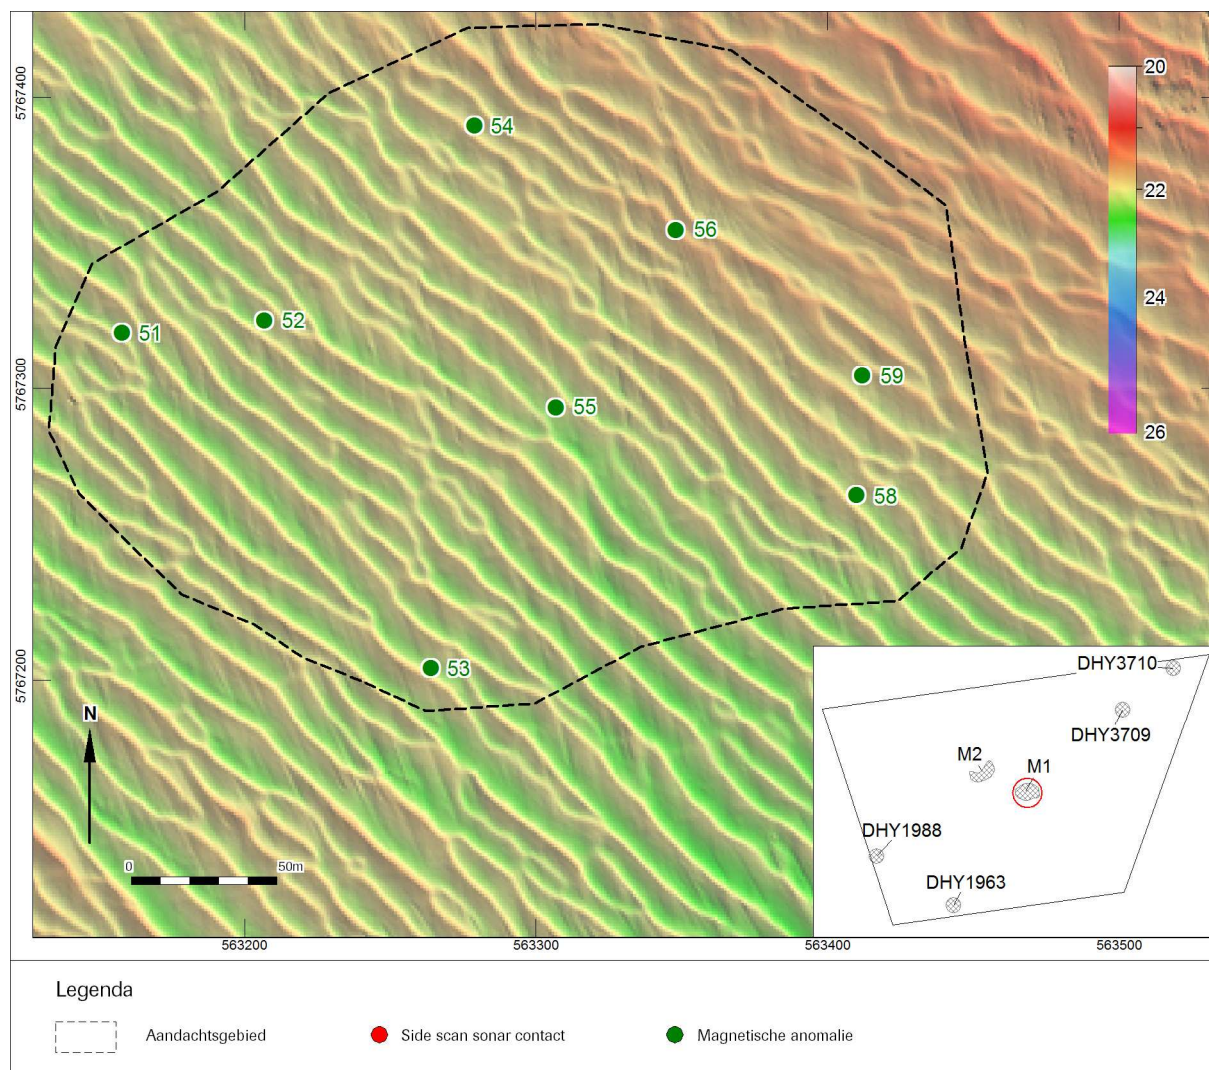 5767400
5767300
5767200
54
56
51
52
59
55
58
53
20
22
24
26
N
0
50m
DHY3710
DHY3709
M2
M1
DHY1988
DHY1963
563200
563300
563400
563500
Legenda
Aandachtsgebied
Side scan sonar contact
Magnetische anomalie